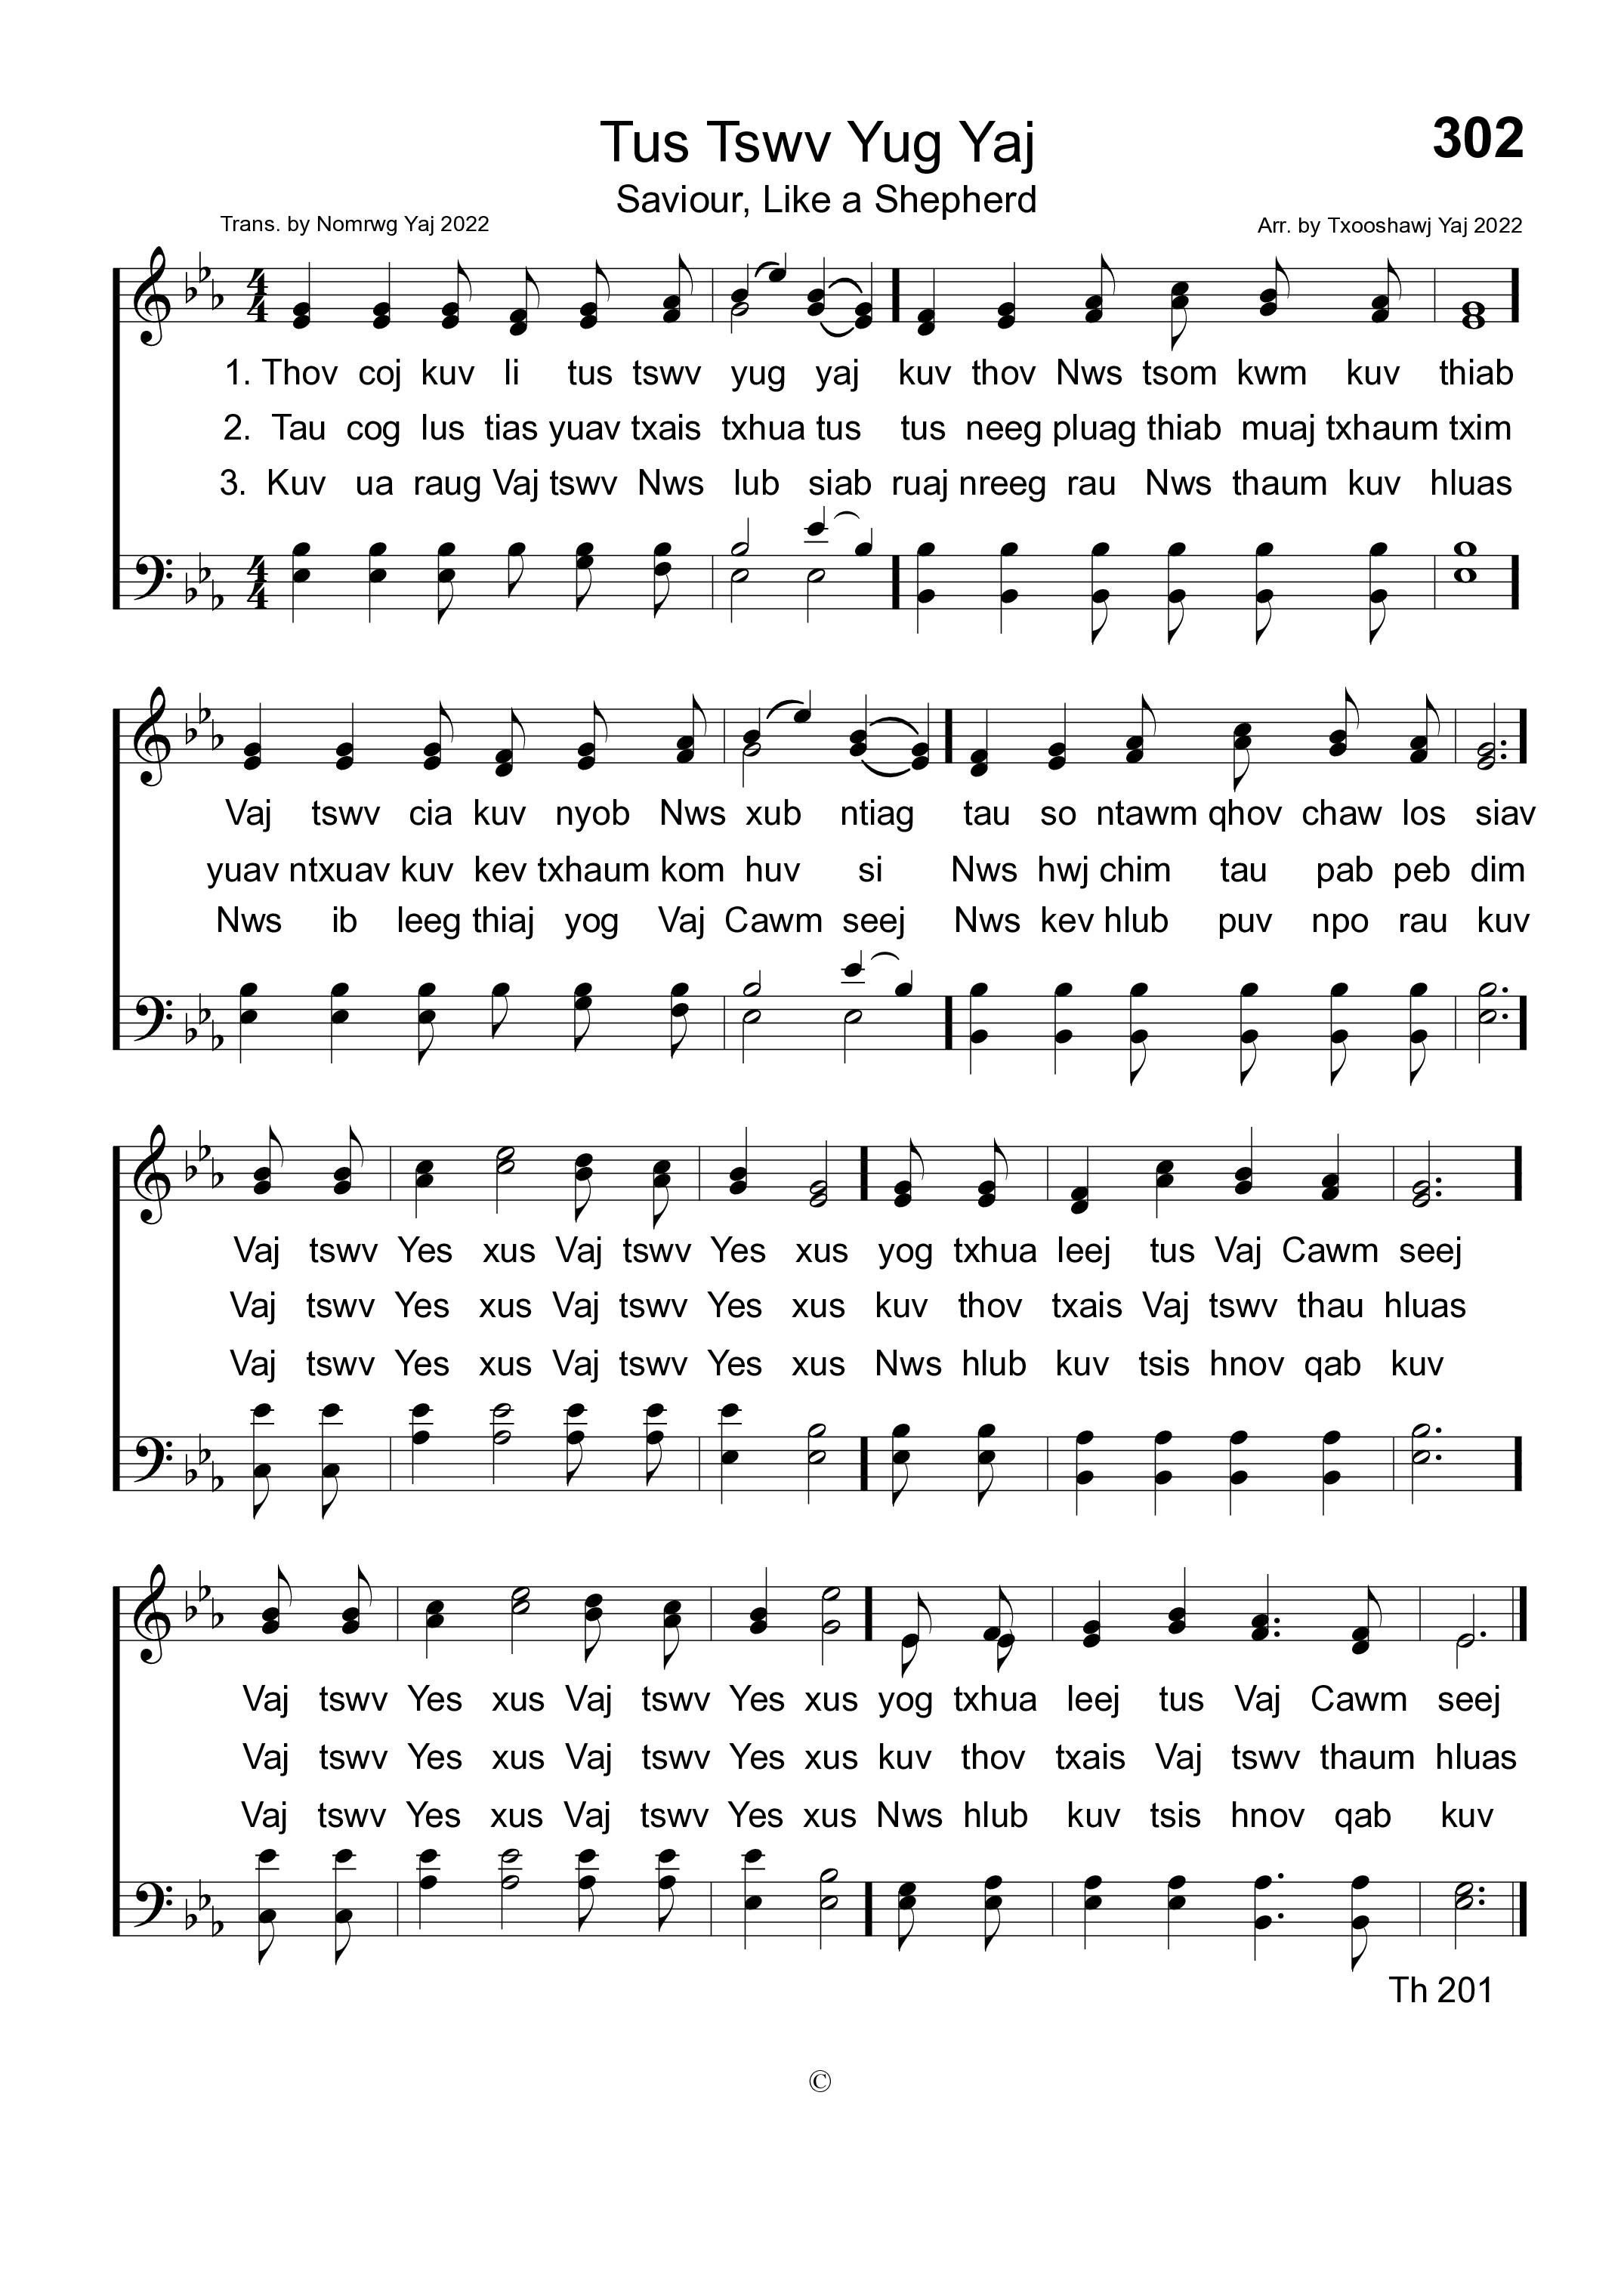 Tus Tswv Yug Yaj
302
Saviour, Like a Shepherd
Trans. by Nomrwg Yaj 2022
Arr. by Txooshawj Yaj 2022
1. Thov coj kuv li tus tswv yug yaj kuv thov Nws tsom kwm kuv thiab
2. Tau cog lus tias yuav txais txhua tus tus neeg pluag thiab muaj txhaum txim
3. Kuv ua raug Vaj tswv Nws lub siab ruaj nreeg rau Nws thaum kuv hluas
Vaj tswv cia kuv nyob Nws xub ntiag tau so ntawm qhov chaw los siav
yuav ntxuav kuv kev txhaum kom huv si Nws hwj chim tau pab peb dim
Nws ib leeg thiaj yog Vaj Cawm seej Nws kev hlub puv npo rau kuv
Vaj tswv Yes xus Vaj tswv Yes xus yog txhua leej tus Vaj Cawm seej
Vaj tswv Yes xus Vaj tswv Yes xus kuv thov txais Vaj tswv thau hluas
Vaj tswv Yes xus Vaj tswv Yes xus Nws hlub kuv tsis hnov qab kuv
Vaj tswv Yes xus Vaj tswv Yes xus yog txhua leej tus Vaj Cawm seej
Vaj tswv Yes xus Vaj tswv Yes xus kuv thov txais Vaj tswv thaum hluas
Vaj tswv Yes xus Vaj tswv Yes xus Nws hlub kuv tsis hnov qab kuv
Th 201
©